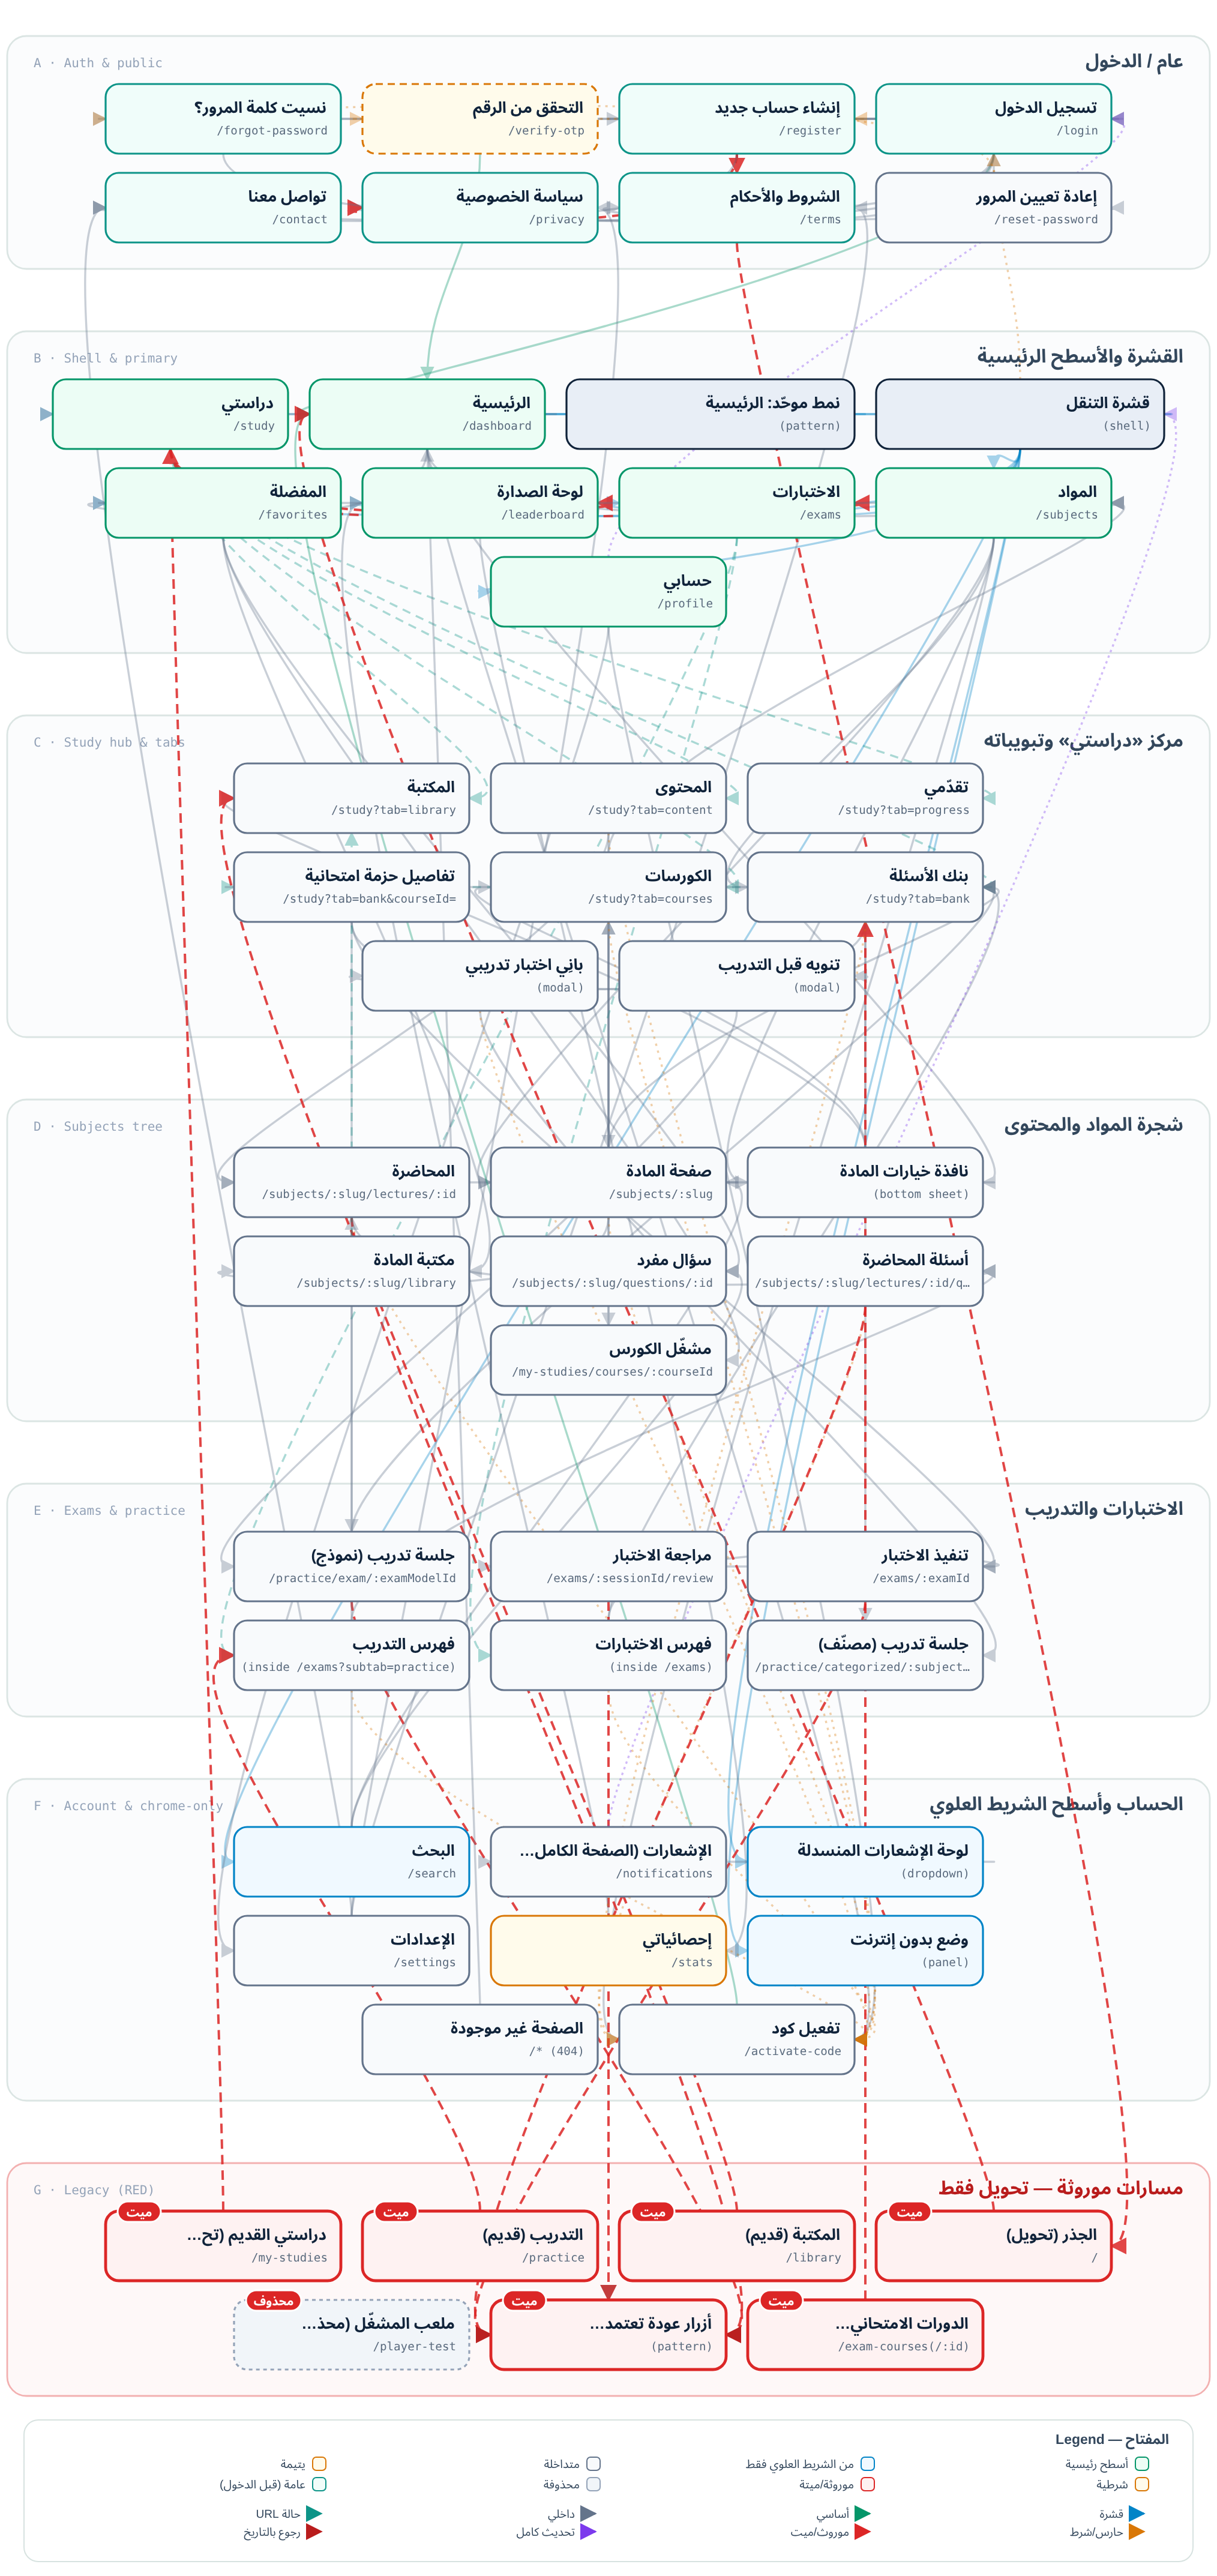 عام / الدخول
A · Auth & public
تسجيل الدخول
/login
إنشاء حساب جديد
/register
التحقق من الرقم
/verify-otp
نسيت كلمة المرور؟
/forgot-password
إعادة تعيين المرور
/reset-password
الشروط والأحكام
/terms
سياسة الخصوصية
/privacy
تواصل معنا
/contact
القشرة والأسطح الرئيسية
B · Shell & primary
قشرة التنقل
(shell)
نمط موحّد: الرئيسية
(pattern)
الرئيسية
/dashboard
دراستي
/study
المواد
/subjects
الاختبارات
/exams
لوحة الصدارة
/leaderboard
المفضلة
/favorites
حسابي
/profile
مركز «دراستي» وتبويباته
C · Study hub & tabs
تقدّمي
/study?tab=progress
المحتوى
/study?tab=content
المكتبة
/study?tab=library
بنك الأسئلة
/study?tab=bank
الكورسات
/study?tab=courses
تفاصيل حزمة امتحانية
/study?tab=bank&courseId=
تنويه قبل التدريب
(modal)
باني اختبار تدريبي
(modal)
شجرة المواد والمحتوى
D · Subjects tree
نافذة خيارات المادة
(bottom sheet)
صفحة المادة
/subjects/:slug
المحاضرة
/subjects/:slug/lectures/:id
أسئلة المحاضرة
/subjects/:slug/lectures/:id/q…
سؤال مفرد
/subjects/:slug/questions/:id
مكتبة المادة
/subjects/:slug/library
مشغّل الكورس
/my-studies/courses/:courseId
الاختبارات والتدريب
E · Exams & practice
تنفيذ الاختبار
/exams/:examId
مراجعة الاختبار
/exams/:sessionId/review
جلسة تدريب (نموذج)
/practice/exam/:examModelId
جلسة تدريب (مصنّف)
/practice/categorized/:subject…
فهرس الاختبارات
(inside /exams)
فهرس التدريب
(inside /exams?subtab=practice)
الحساب وأسطح الشريط العلوي
F · Account & chrome-only
لوحة الإشعارات المنسدلة
(dropdown)
الإشعارات (الصفحة الكامل…
/notifications
البحث
/search
وضع بدون إنترنت
(panel)
إحصائياتي
/stats
الإعدادات
/settings
تفعيل كود
/activate-code
الصفحة غير موجودة
/* (404)
مسارات موروثة — تحويل فقط
G · Legacy (RED)
ميت
الجذر (تحويل)
/
ميت
المكتبة (قديم)
/library
ميت
التدريب (قديم)
/practice
ميت
دراستي القديم (تح…
/my-studies
ميت
الدورات الامتحاني…
/exam-courses(/:id)
ميت
أزرار عودة تعتمد…
(pattern)
محذوف
ملعب المشغّل (محذ…
/player-test
المفتاح — Legend
أسطح رئيسية
من الشريط العلوي فقط
متداخلة
يتيمة
شرطية
موروثة/ميتة
محذوفة
عامة (قبل الدخول)
قشرة
أساسي
داخلي
حالة URL
حارس/شرط
موروث/ميت
تحديث كامل
رجوع بالتاريخ